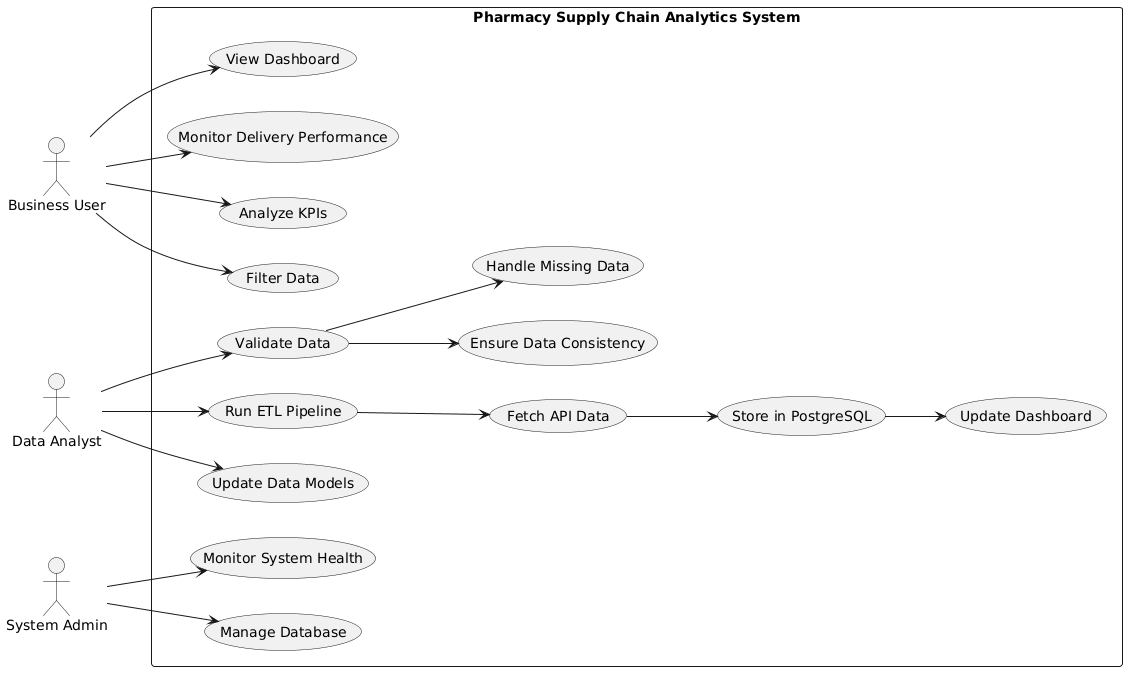 Pharmacy Supply Chain Analytics System
View Dashboard
Monitor Delivery Performance
Business User
Analyze KPIs
Filter Data
Handle Missing Data
Validate Data
Ensure Data Consistency
Run ETL Pipeline
Fetch API Data
Store in PostgreSQL
Update Dashboard
Data Analyst
Update Data Models
Monitor System Health
System Admin
Manage Database